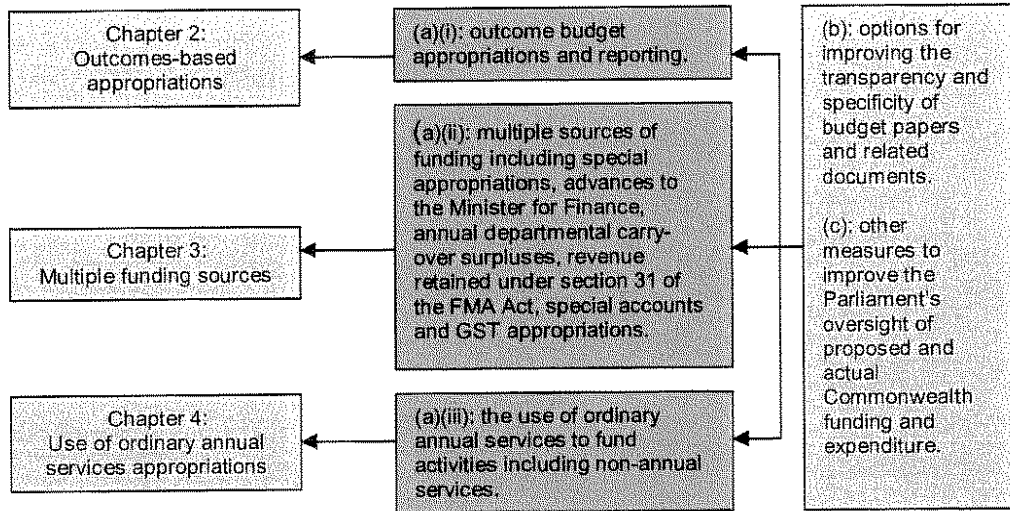 Chapter 2:
Outcomes-based
appropriations
(a)(i): outcome budget
appropriations and reporting.
(b): options for
improving the
transparency and
specificity of
budget papers
and related
documents.
(c): other
measures to
improve the
Parliament's
oversight of
proposed and
actual
Commonwealth
funding and
expenditure.
Chapter 3:
Multiple funding sources
(a)(ii): multiple sources of
funding including special
appropriations, advances to
the Minister for Finance,
annual departmental carry-
over surpluses, revenue
retained under section 31 of
the FMA Act, special accounts
and GST appropriations.
Chapter 4:
Use of ordinary annual
services appropriations
(a)(iii): the use of ordinary
annual services to fund
activities including non-annual
services.